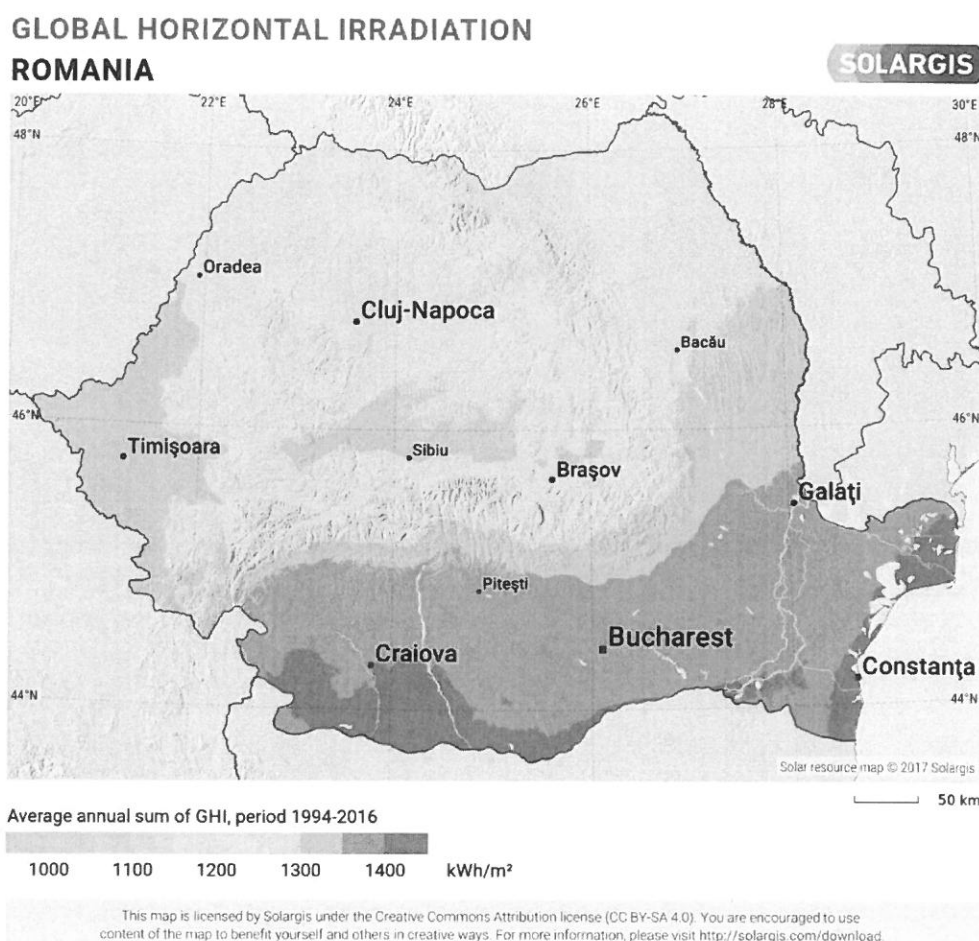 GLOBAL HORIZONTAL IRRADIATION
ROMANIA
SOLARGIS
20°E 22°E 24°E 26°E 28°E 30°E
48°N 48°N
Oradea
Cluj-Napoca
Bacău
46°N 46°N
Timişoara
Sibiu
Braşov
Galaţi
Piteşti
Bucharest
Craiova
Constanţa
44°N 44°N
Solar resource map © 2017 Solargis
50 km
Average annual sum of GHI, period 1994-2016
1000 1100 1200 1300 1400 kWh/m²
This map is licensed by Solargis under the Creative Commons Attribution license (CC BY-SA 4.0). You are encouraged to use
content of the map to benefit yourself and others in creative ways. For more information, please visit http://solargis.com/download.